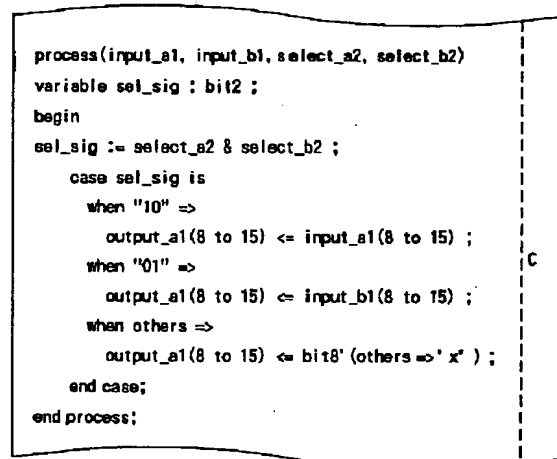 process(input_a1, input_b1, select_a2, select_b2)
variable sel_sig : bit2 ;
begin
sel_sig := select_a2 & select_b2 ;
case sel_sig is
when "10" =>
output_a1(8 to 15) <= input_a1(8 to 15) ;
when "01" =>
output_a1(8 to 15) <= input_b1(8 to 15) ;
when others =>
output_a1(8 to 15) <= bit8' (others =>' x' ) ;
end case;
end process;
C